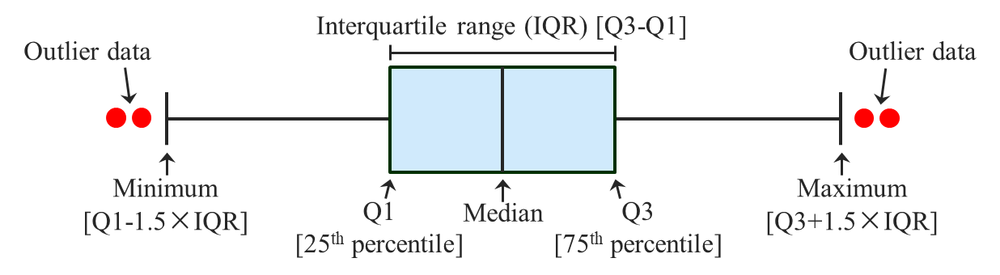 Interquartile range (IQR) [Q3-Q1]
Outlier data
Outlier data
Minimum
[Q1-1.5×IQR]
Q1
[25th percentile]
Median
Q3
[75th percentile]
Maximum
[Q3+1.5×IQR]